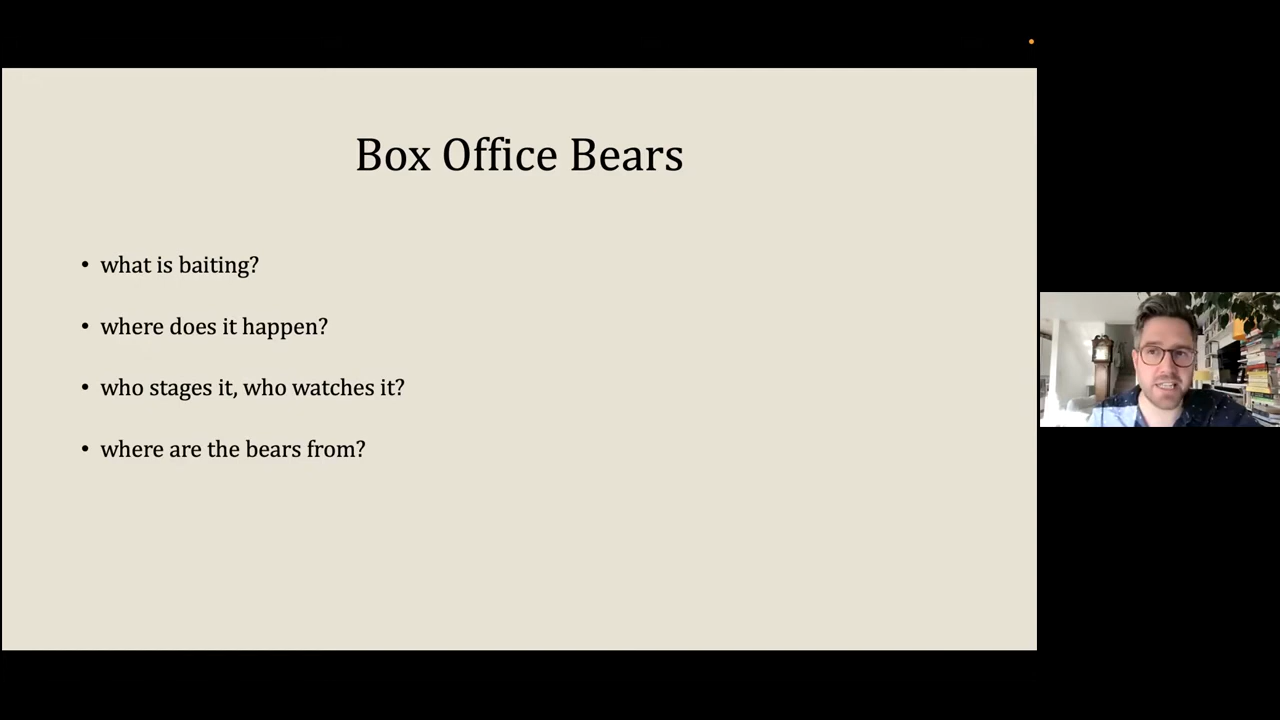 Box Office Bears
• what is baiting?
• where does it happen?
• who stages it, who watches it?
• where are the bears from?